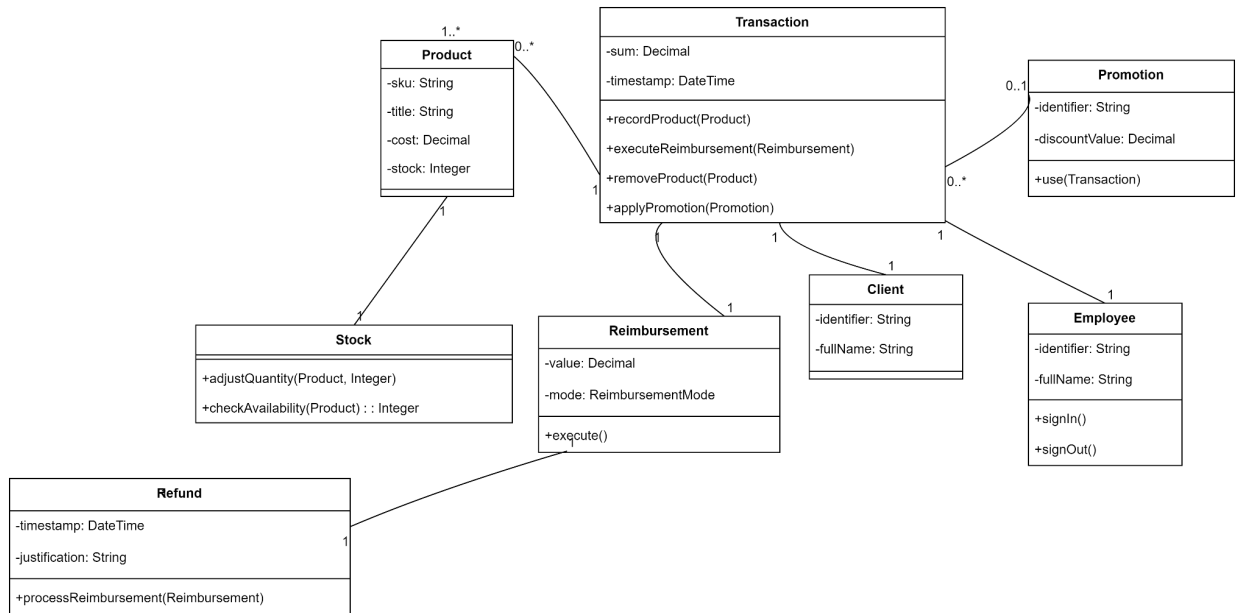 1..*
Product
-sku: String
-title: String
-cost: Decimal
-stock: Integer
0..*
1
1
Transaction
-sum: Decimal
-timestamp: DateTime
+recordProduct(Product)
+executeReimbursement(Reimbursement)
+removeProduct(Product)
+applyPromotion(Promotion)
0..1
0..*
Promotion
-identifier: String
-discountValue: Decimal
+use(Transaction)
1
1
1
1
Stock
+adjustQuantity(Product, Integer)
+checkAvailability(Product) : : Integer
1
Reimbursement
-value: Decimal
-mode: ReimbursementMode
+execute()
1
1
Client
-identifier: String
-fullName: String
1
Employee
-identifier: String
-fullName: String
+signIn()
+signOut()
Refund
-timestamp: DateTime
-justification: String
+processReimbursement(Reimbursement)
1